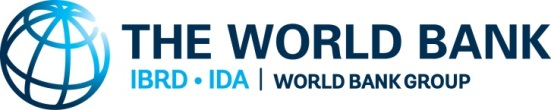 THE WORLD BANK
IBRD • IDA | WORLD BANK GROUP